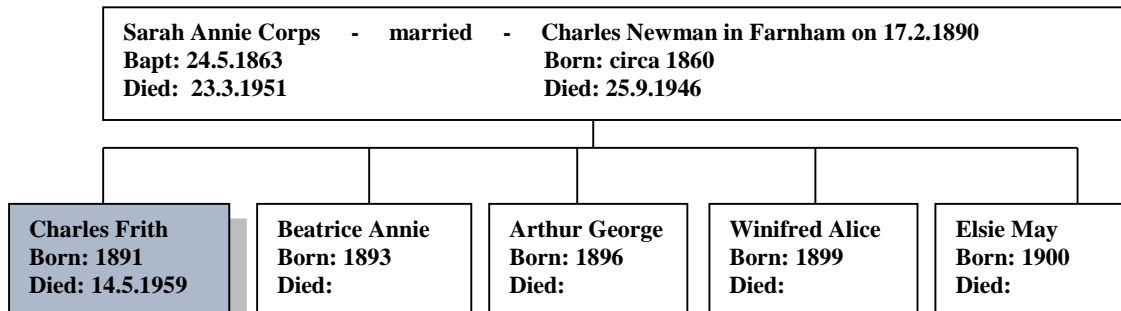 Sarah Annie Corps - married - Charles Newman in Farnham on 17.2.1890
Bapt: 24.5.1863 Born: circa 1860
Died: 23.3.1951 Died: 25.9.1946
Charles Frith
Born: 1891
Died: 14.5.1959
Beatrice Annie
Born: 1893
Died:
Arthur George
Born: 1896
Died:
Winifred Alice
Born: 1899
Died:
Elsie May
Born: 1900
Died: